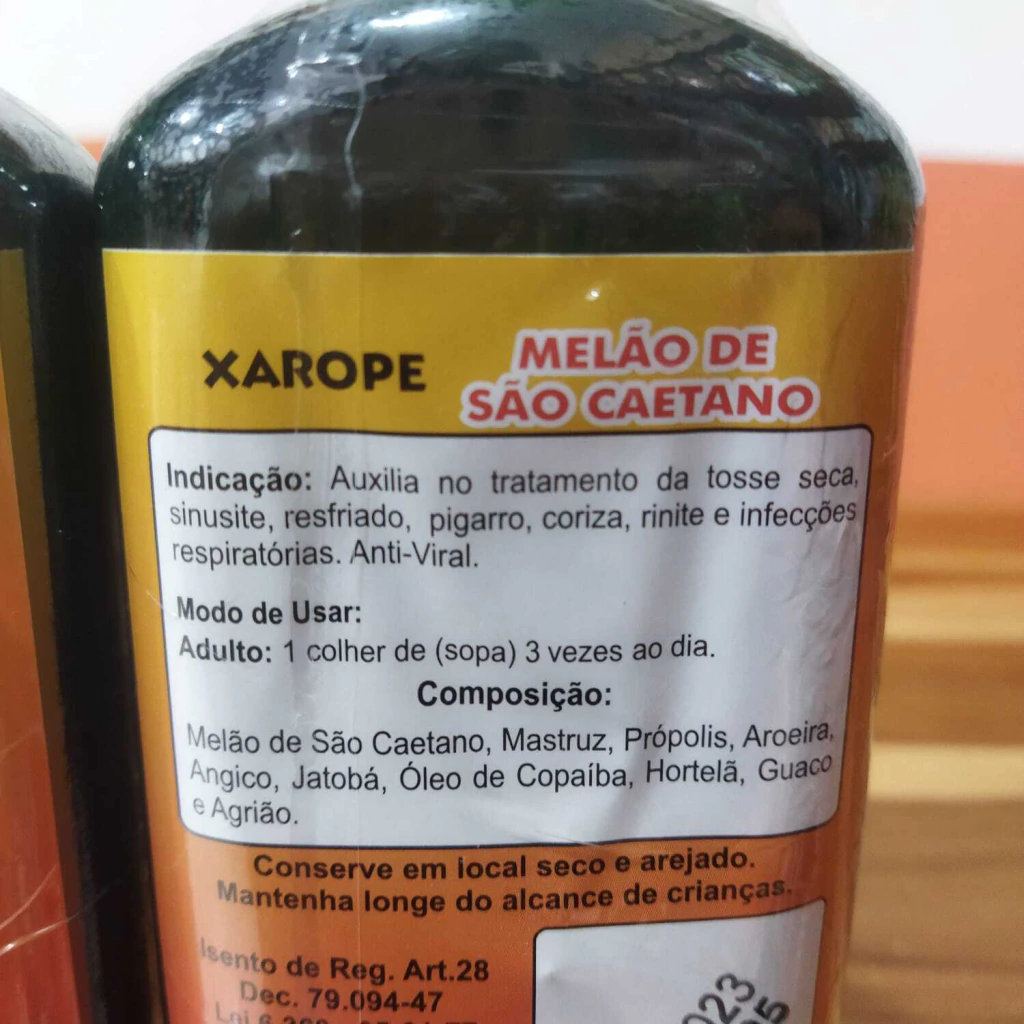 XAROPE
MELÃO DE
SÃO CAETANO
Indicação: Auxilia no tratamento da tosse seca,
sinusite, resfriado, pigarro, coriza, rinite e infecções
respiratórias. Anti-Viral.
Modo de Usar:
Adulto: 1 colher de (sopa) 3 vezes ao dia.
Composição:
Melão de São Caetano, Mastruz, Própolis, Aroeira,
Angico, Jatobá, Óleo de Copaíba, Hortelã, Guaco
e Agrião.
Conserve em local seco e arejado.
Mantenha longe do alcance de crianças.
Isento de Reg. Art.28
Dec. 79.094-47
Lei